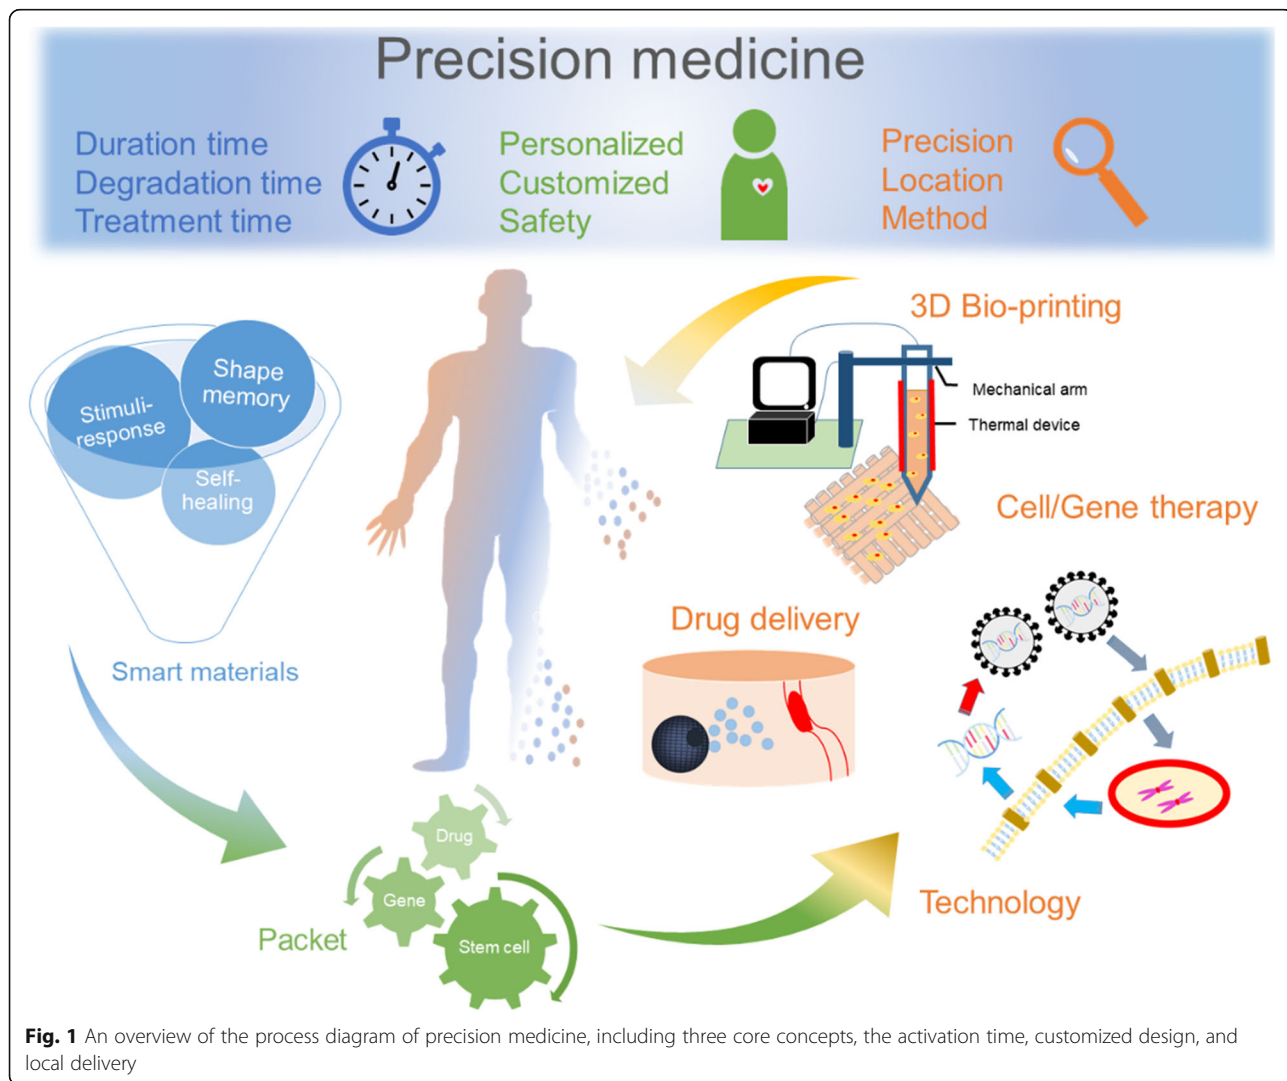 Precision medicine
Duration time
Degradation time
Treatment time
Personalized
Customized
Safety
Precision
Location
Method
3D Bio-printing
Mechanical arm
Thermal device
Shape
memory
Stimuli-
response
Self-
healing
Smart materials
Cell/Gene therapy
Drug delivery
Drug
Gene
Stem cell
Packet
Technology
Fig. 1 An overview of the process diagram of precision medicine, including three core concepts, the activation time, customized design, and
local delivery